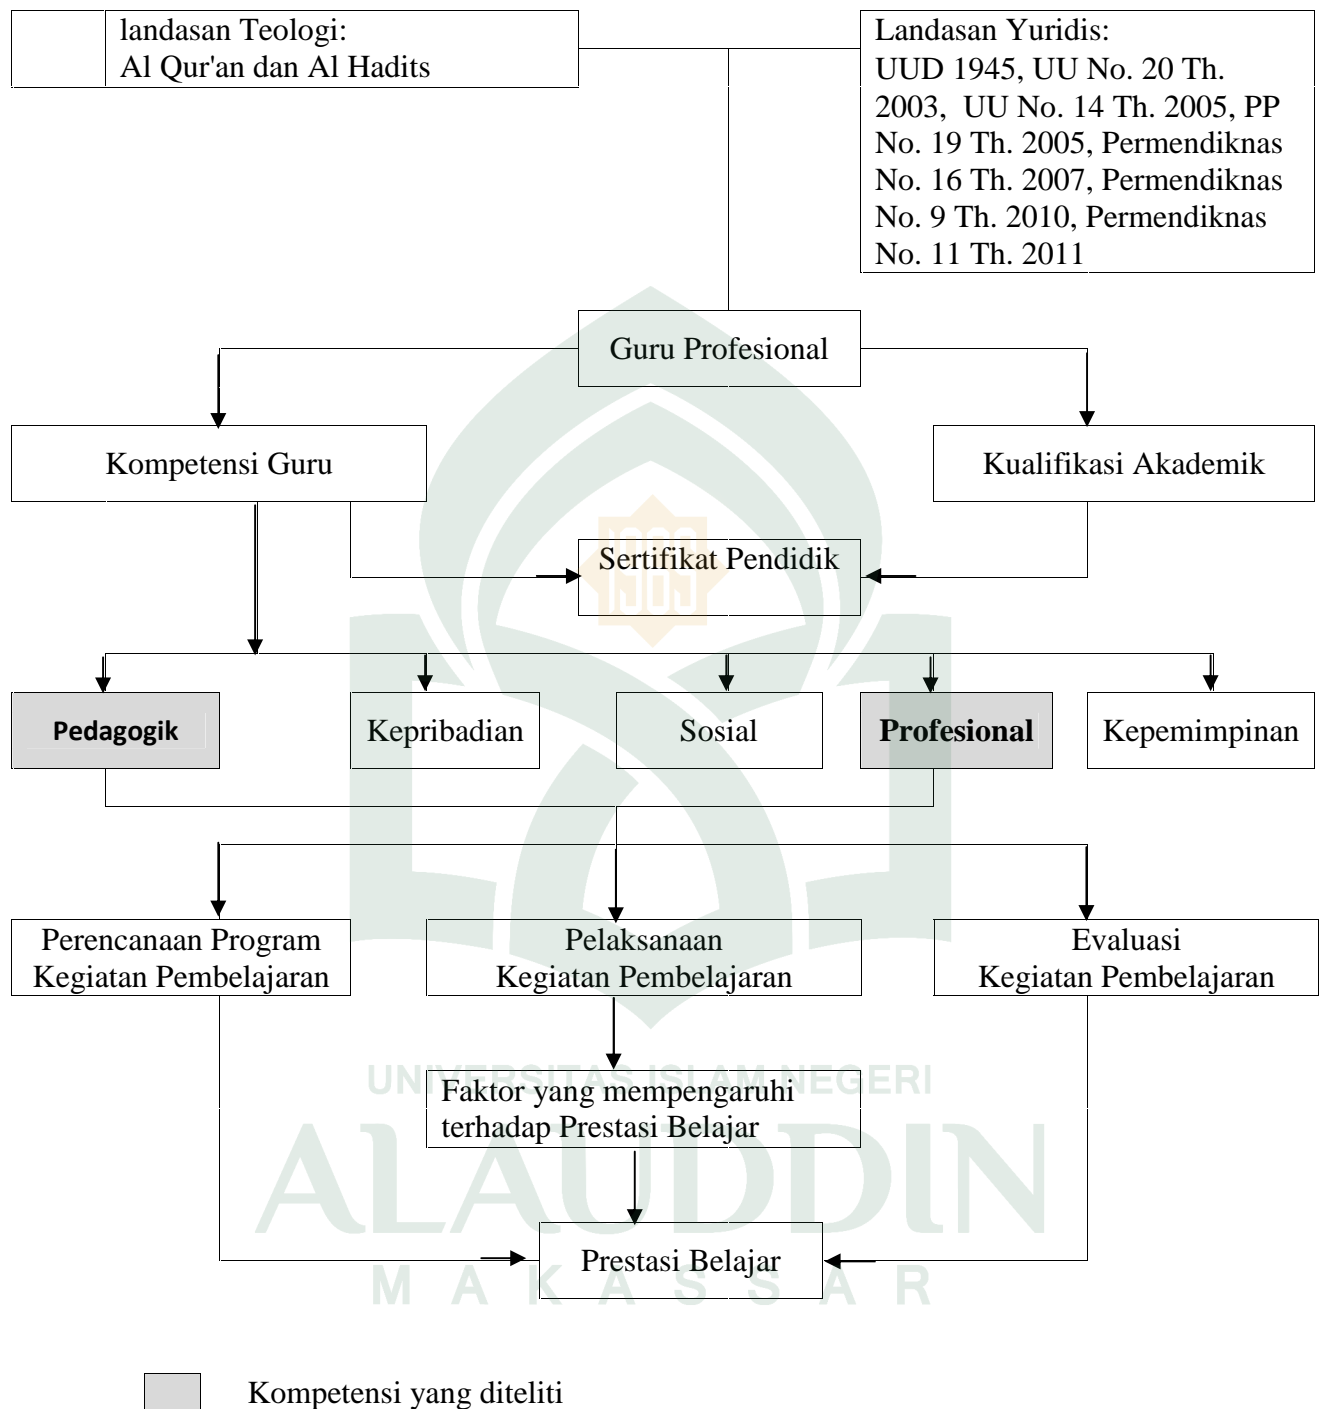 landasan Teologi:
Al Qur'an dan Al Hadits
Landasan Yuridis:
UUD 1945, UU No. 20 Th.
2003, UU No. 14 Th. 2005, PP
No. 19 Th. 2005, Permendiknas
No. 16 Th. 2007, Permendiknas
No. 9 Th. 2010, Permendiknas
No. 11 Th. 2011
Guru Profesional
Kompetensi Guru
Kualifikasi Akademik
1965
Sertifikat Pendidik
Pedagogik
Kepribadian
Sosial
Profesional
Kepemimpinan
Perencanaan Program
Kegiatan Pembelajaran
Pelaksanaan
Kegiatan Pembelajaran
Evaluasi
Kegiatan Pembelajaran
UNIVERSITAS ISLAM NEGERI
Faktor yang mempengaruhi
terhadap Prestasi Belajar
ALAUDDIN
Prestasi Belajar
MAKASSAR
Kompetensi yang diteliti